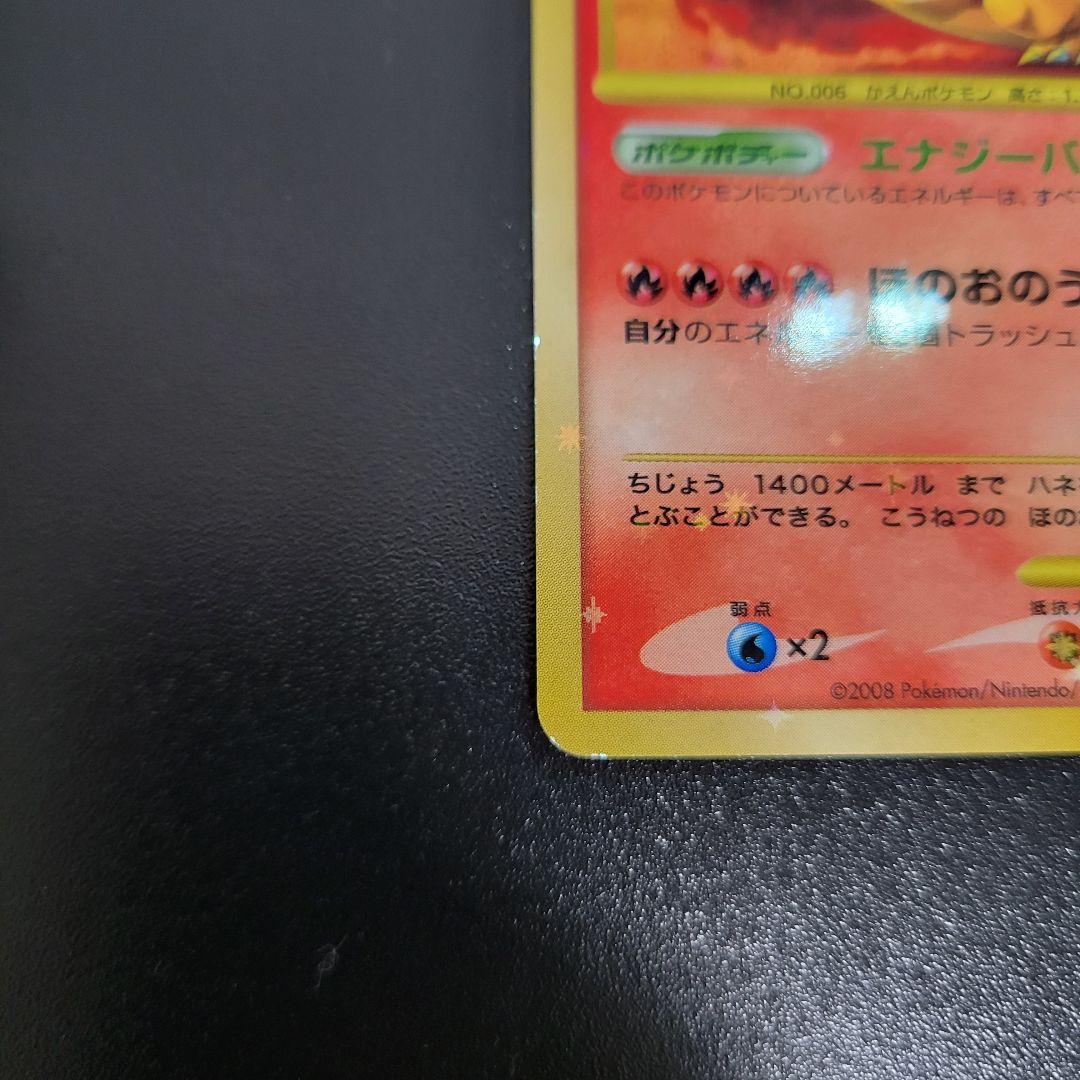 NO.006 かえんポケモン 高さ:1.
ポケボディー エナジーバ
このポケモンについているエネルギーは、すべ
ほのおのう
自分のエネ トラッシュ
ちじょう 1400メートル まで ハネ
とぶことができる。 こうねつの ほの
弱点 抵抗力
×2
©2008 Pokémon/Nintendo/